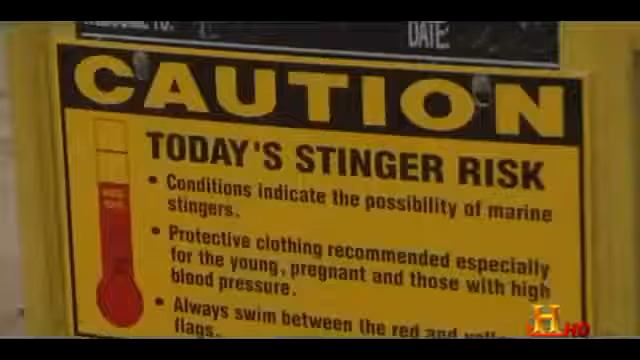 DATE:
CAUTION
TODAY'S STINGER RISK
• Conditions indicate the possibility of marine
stingers.
• Protective clothing recommended especially
for the young, pregnant and those with high
blood pressure.
• Always swim between the red and
flags.
H HD